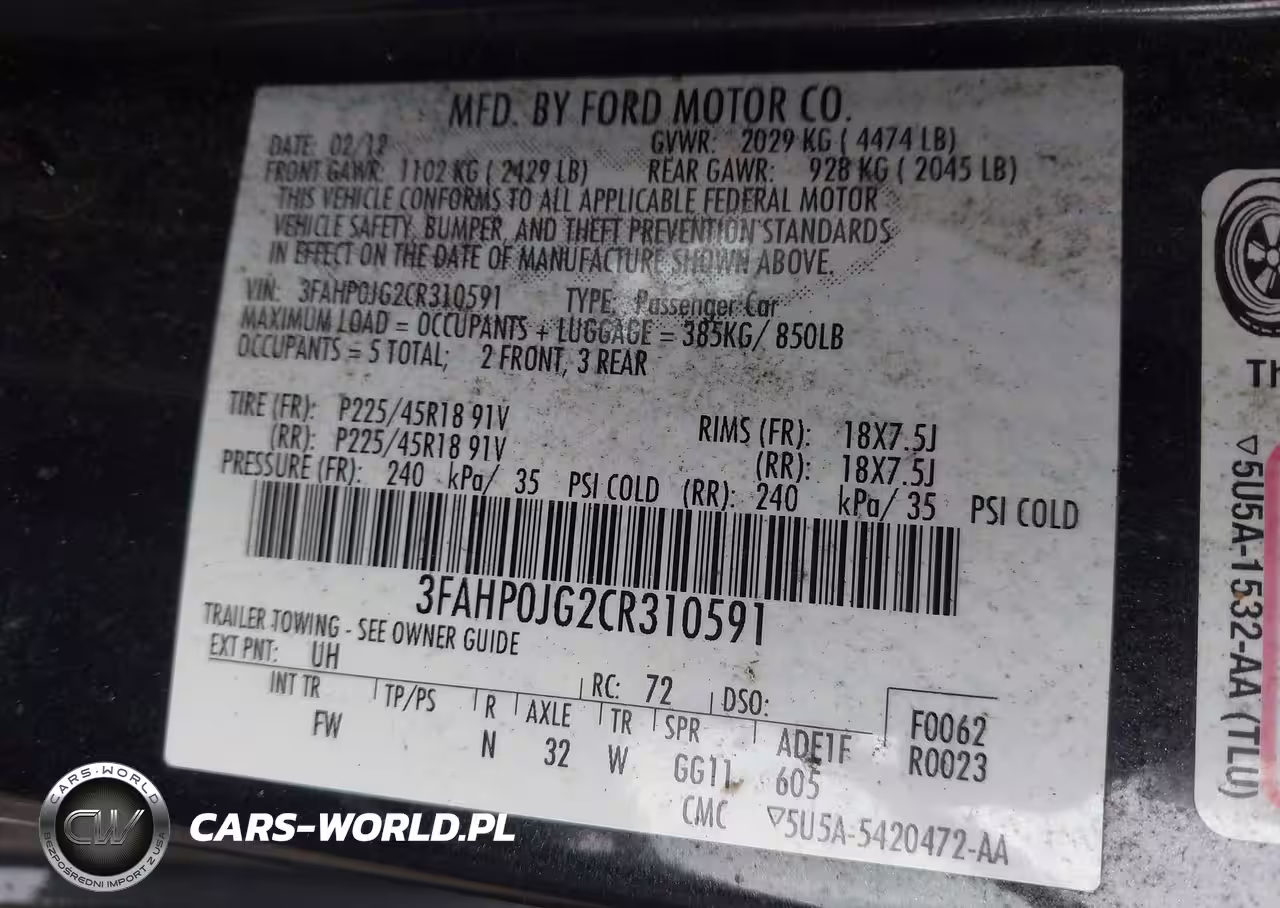 MFD. BY FORD MOTOR CO.
DATE: 02/12 GVWR: 2029 KG ( 4474 LB)
FRONT GAWR: 1102 KG ( 2429 LB) REAR GAWR: 928 KG ( 2045 LB)
THIS VEHICLE CONFORMS TO ALL APPLICABLE FEDERAL MOTOR
VEHICLE SAFETY, BUMPER, AND THEFT PREVENTION STANDARDS
IN EFFECT ON THE DATE OF MANUFACTURE SHOWN ABOVE.
VIN: 3FAHP0JG2CR310591 TYPE: Passenger Car
MAXIMUM LOAD = OCCUPANTS + LUGGAGE = 385KG/ 850LB
OCCUPANTS = 5 TOTAL; 2 FRONT, 3 REAR
TIRE (FR): P225/45R18 91V RIMS (FR): 18X7.5J
(RR): P225/45R18 91V (RR): 18X7.5J
PRESSURE (FR): 240 kPa/ 35 PSI COLD (RR): 240 kPa/ 35 PSI COLD
3FAHP0JG2CR310591
TRAILER TOWING - SEE OWNER GUIDE
EXT PNT: UH RC: 72 DSO:
INT TR TP/PS R AXLE TR SPR ADE1F F0062
FW N 32 W GG11 605 R0023
CMC ▽5U5A-5420472-AA
Th
▽5U5A-1532-AA (TLU)
CARS-WORLD
CW
BEZPOŚREDNI IMPORT Z USA
CARS-WORLD.PL